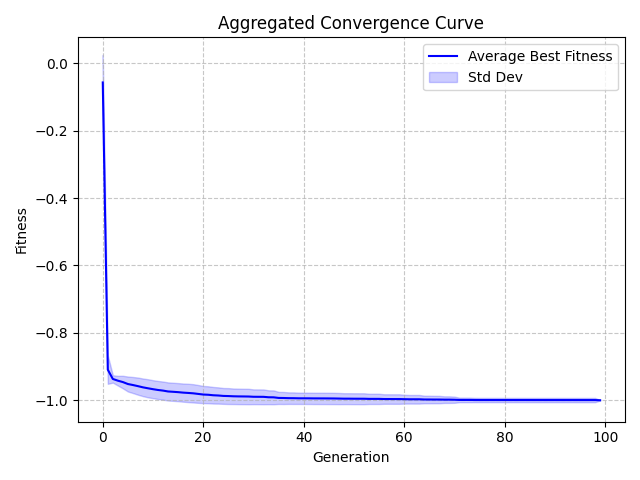 Aggregated Convergence Curve
Average Best Fitness
Std Dev
Fitness
0.0
−0.2
−0.4
−0.6
−0.8
−1.0
0 20 40 60 80 100
Generation